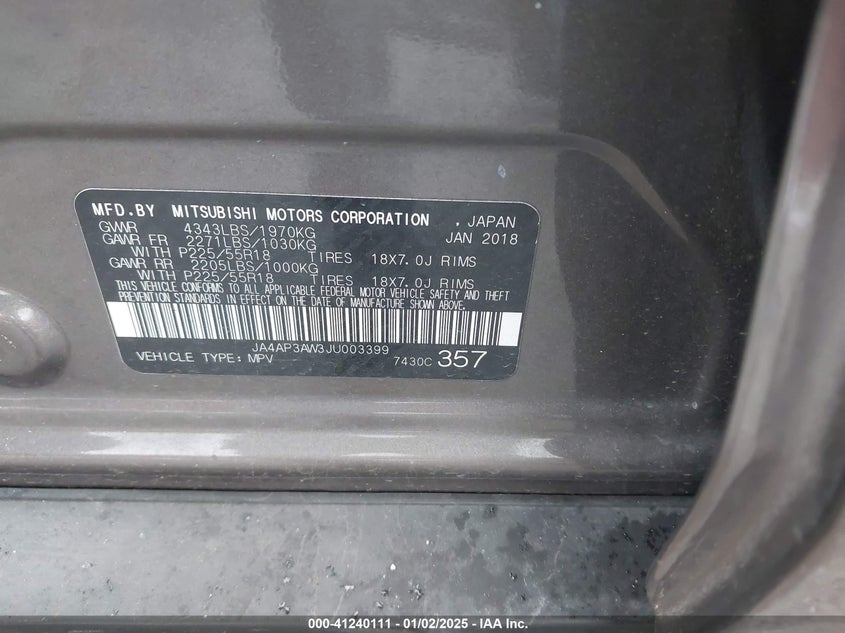 MFD.BY MITSUBISHI MOTORS CORPORATION , JAPAN
GVWR 4343LBS/1970KG JAN 2018
GAWR FR 2271LBS/1030KG
WITH P225/55R18 TIRES 18X7.0J RIMS
GAWR RR 2205LBS/1000KG
WITH P225/55R18 TIRES 18X7.0J RIMS
THIS VEHICLE CONFORMS TO ALL APPLICABLE FEDERAL MOTOR VEHICLE SAFETY AND THEFT
PREVENTION STANDARDS IN EFFECT ON THE DATE OF MANUFACTURE SHOWN ABOVE.
JA4AP3AW3JU003399
VEHICLE TYPE: MPV 7430C 357
000-41240111 - 01/02/2025 - IAA Inc.